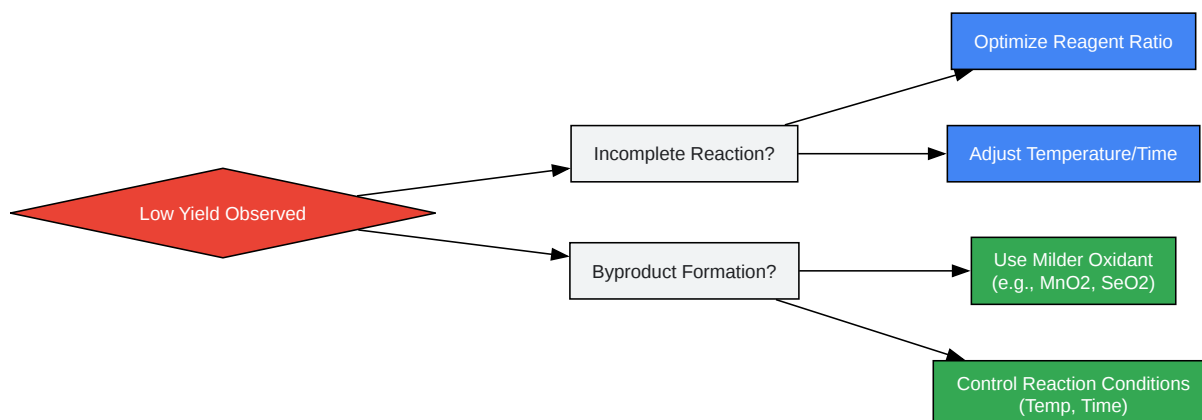 Optimize Reagent Ratio
Incomplete Reaction?
Adjust Temperature/Time
Low Yield Observed
Byproduct Formation?
Use Milder Oxidant
(e.g., MnO2, SeO2)
Control Reaction Conditions
(Temp, Time)